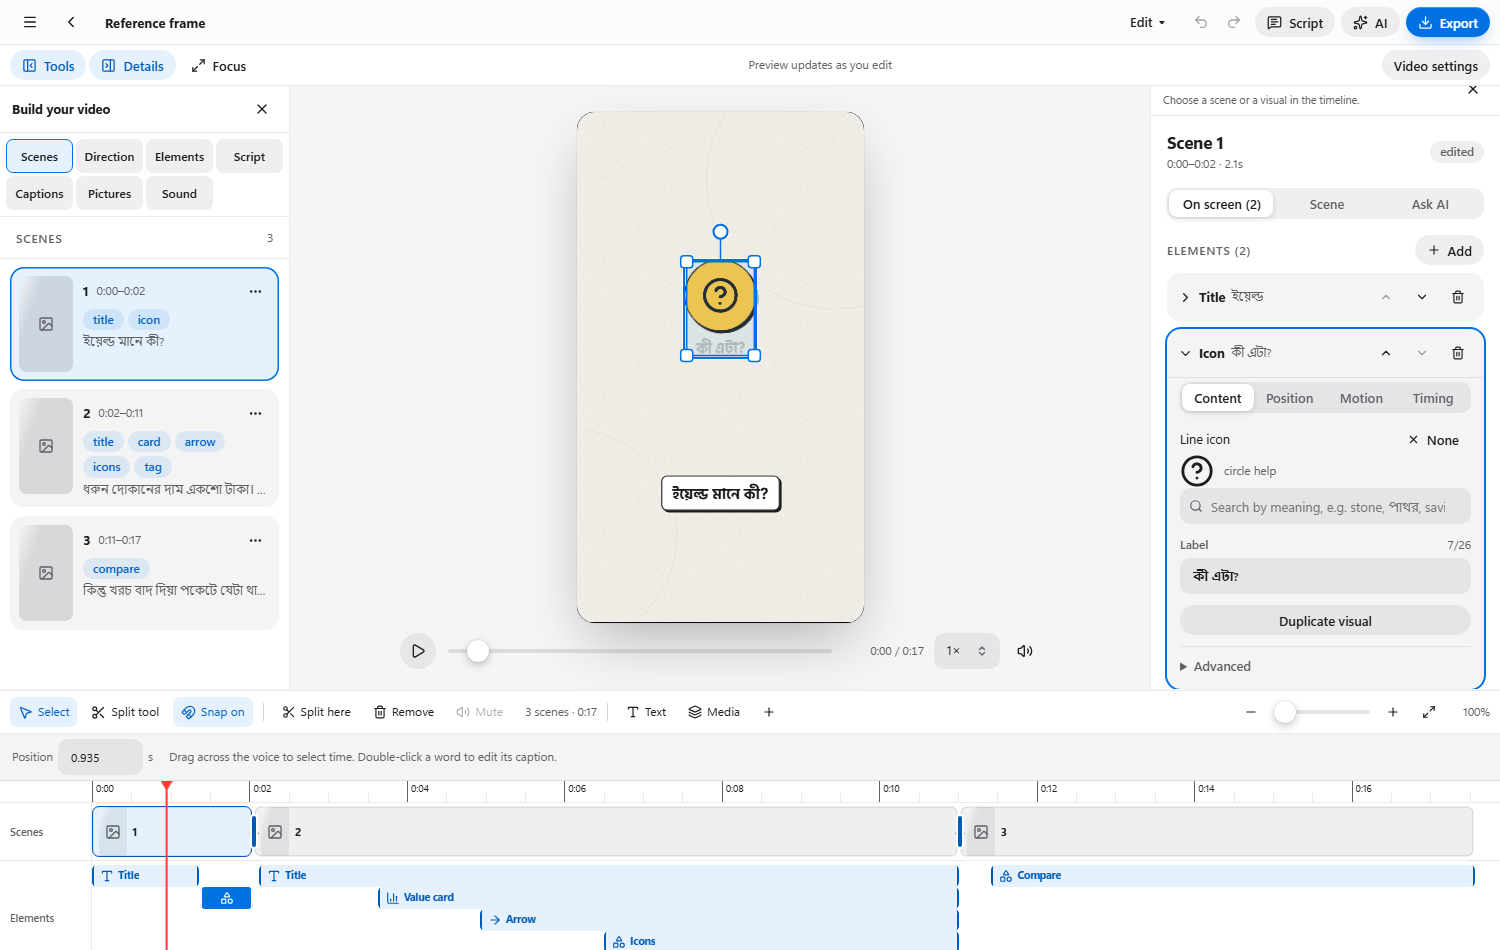 Reference frame
Edit
Script
AI
Export
Tools
Details
Focus
Preview updates as you edit
Video settings
Build your video
Scenes
Direction
Elements
Script
Captions
Pictures
Sound
SCENES
3
1 0:00–0:02
title icon
ইয়েল্ড মানে কী?
2 0:02–0:11
title card arrow
icons tag
ধরুন দোকানের দাম একশো টাকা। ...
3 0:11–0:17
compare
কিন্তু খরচ বাদ দিয়া পকেটে যেটা থা...
কী এটা?
ইয়েল্ড মানে কী?
0:00 / 0:17
1×
Choose a scene or a visual in the timeline.
Scene 1
0:00–0:02 · 2.1s
edited
On screen (2)
Scene
Ask AI
ELEMENTS (2)
Add
Title ইয়েল্ড
Icon কী এটা?
Content
Position
Motion
Timing
Line icon
None
circle help
Search by meaning, e.g. stone, পাথর, savi
Label
7/26
কী এটা?
Duplicate visual
Advanced
Select
Split tool
Snap on
Split here
Remove
Mute
3 scenes · 0:17
Text
Media
100%
Position 0.935 s
Drag across the voice to select time. Double-click a word to edit its caption.
0:00 0:02 0:04 0:06 0:08 0:10 0:12 0:14 0:16
Scenes
1
2
3
Elements
Title
Title
Compare
Value card
Arrow
Icons